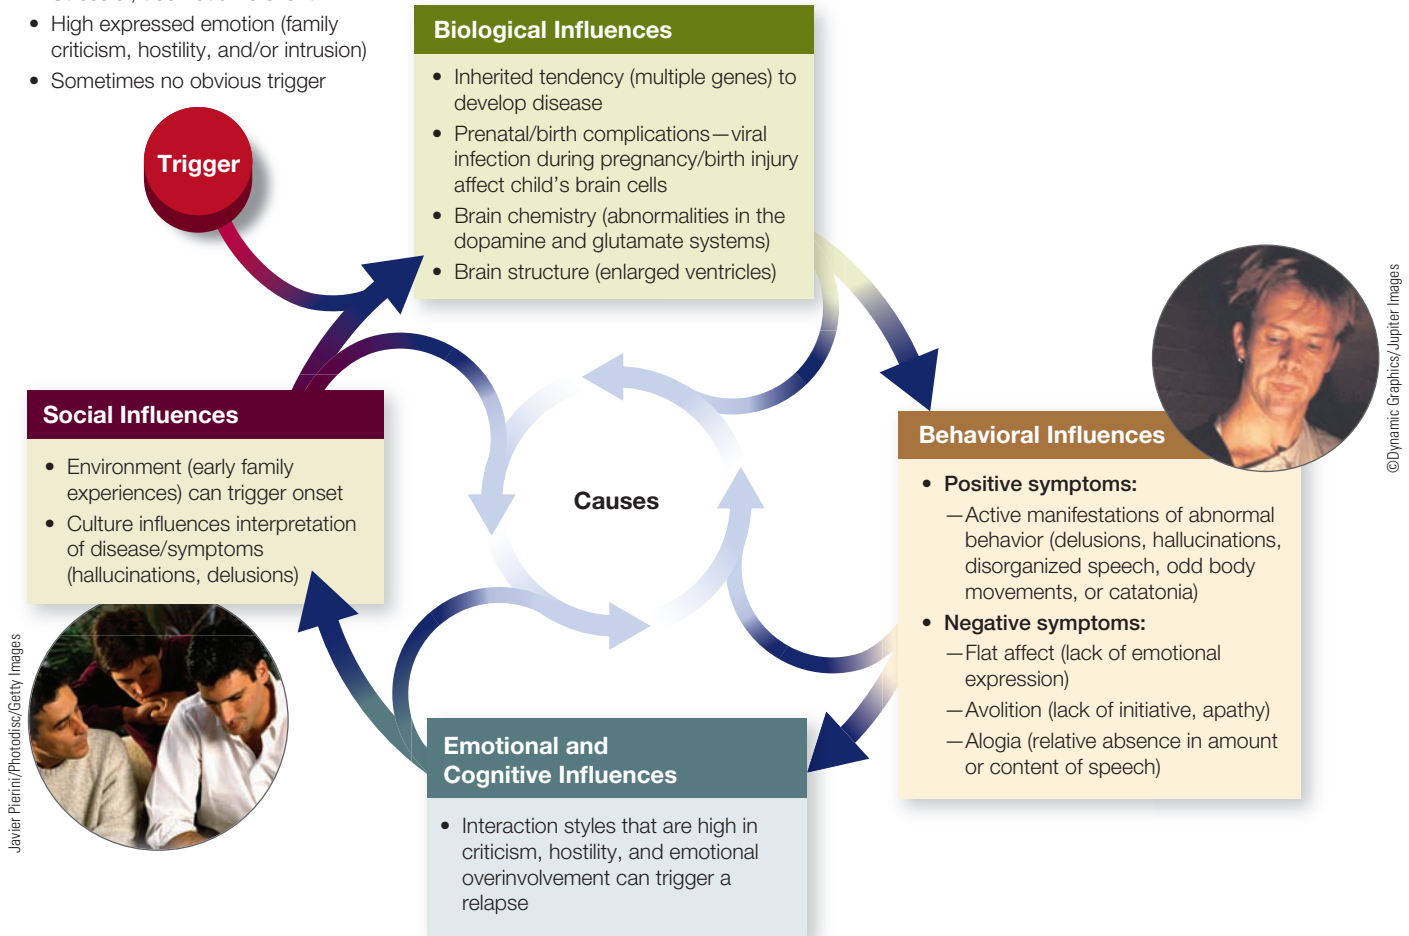 • High expressed emotion (family
criticism, hostility, and/or intrusion)
• Sometimes no obvious trigger
Trigger
Biological Influences
• Inherited tendency (multiple genes) to
develop disease
• Prenatal/birth complications—viral
infection during pregnancy/birth injury
affect child’s brain cells
• Brain chemistry (abnormalities in the
dopamine and glutamate systems)
• Brain structure (enlarged ventricles)
Social Influences
• Environment (early family
experiences) can trigger onset
• Culture influences interpretation
of disease/symptoms
(hallucinations, delusions)
Causes
Behavioral Influences
• Positive symptoms:
—Active manifestations of abnormal
behavior (delusions, hallucinations,
disorganized speech, odd body
movements, or catatonia)
• Negative symptoms:
—Flat affect (lack of emotional
expression)
—Avolition (lack of initiative, apathy)
—Alogia (relative absence in amount
or content of speech)
Emotional and
Cognitive Influences
• Interaction styles that are high in
criticism, hostility, and emotional
overinvolvement can trigger a
relapse
©Dynamic Graphics/Jupiter Images
Javier Pierini/Photodisc/Getty Images